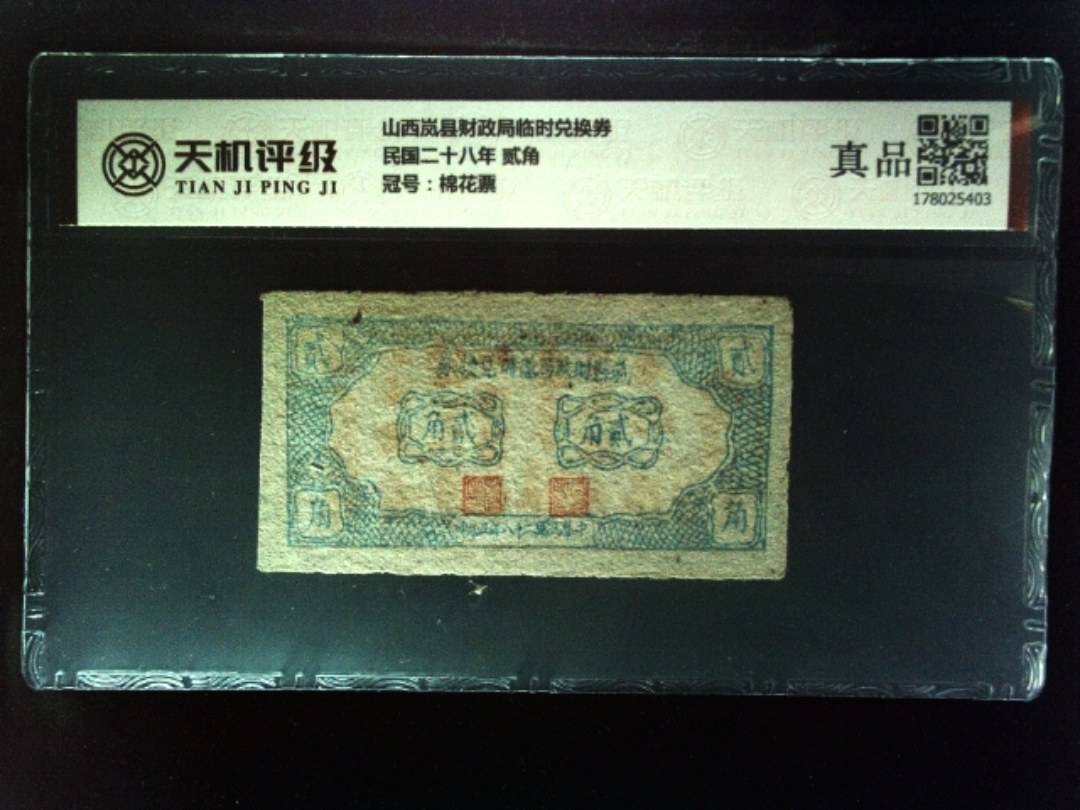 天机评级
TIAN JI PING JI
山西岚县财政局临时兑换券
民国二十八年 贰角
冠号：棉花票
真品
178025403
贰
贰
角贰
角贰
角
角